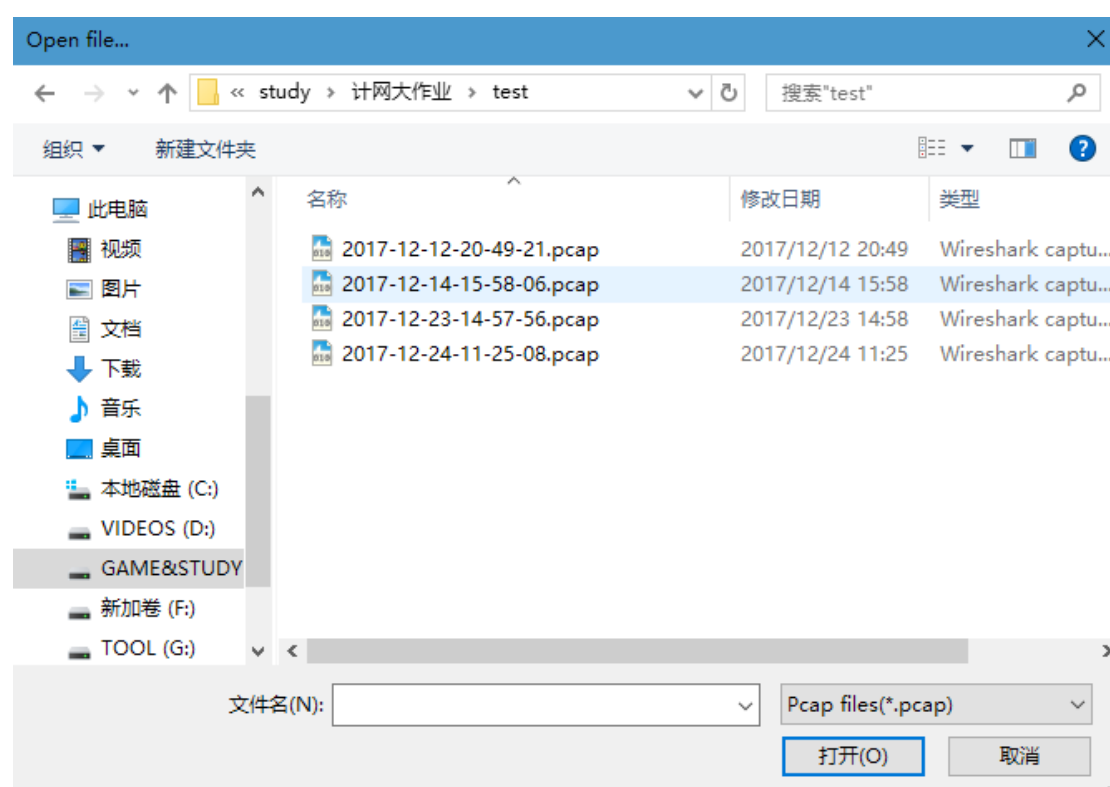 Open file...
« study › 计网大作业 › test
搜索"test"
组织 新建文件夹
名称 修改日期 类型
此电脑
视频
图片
文档
下载
音乐
桌面
本地磁盘 (C:)
VIDEOS (D:)
GAME&STUDY
新加卷 (F:)
TOOL (G:)
2017-12-12-20-49-21.pcap 2017/12/12 20:49 Wireshark captu...
2017-12-14-15-58-06.pcap 2017/12/14 15:58 Wireshark captu...
2017-12-23-14-57-56.pcap 2017/12/23 14:58 Wireshark captu...
2017-12-24-11-25-08.pcap 2017/12/24 11:25 Wireshark captu...
文件名(N): Pcap files(*.pcap)
打开(O) 取消